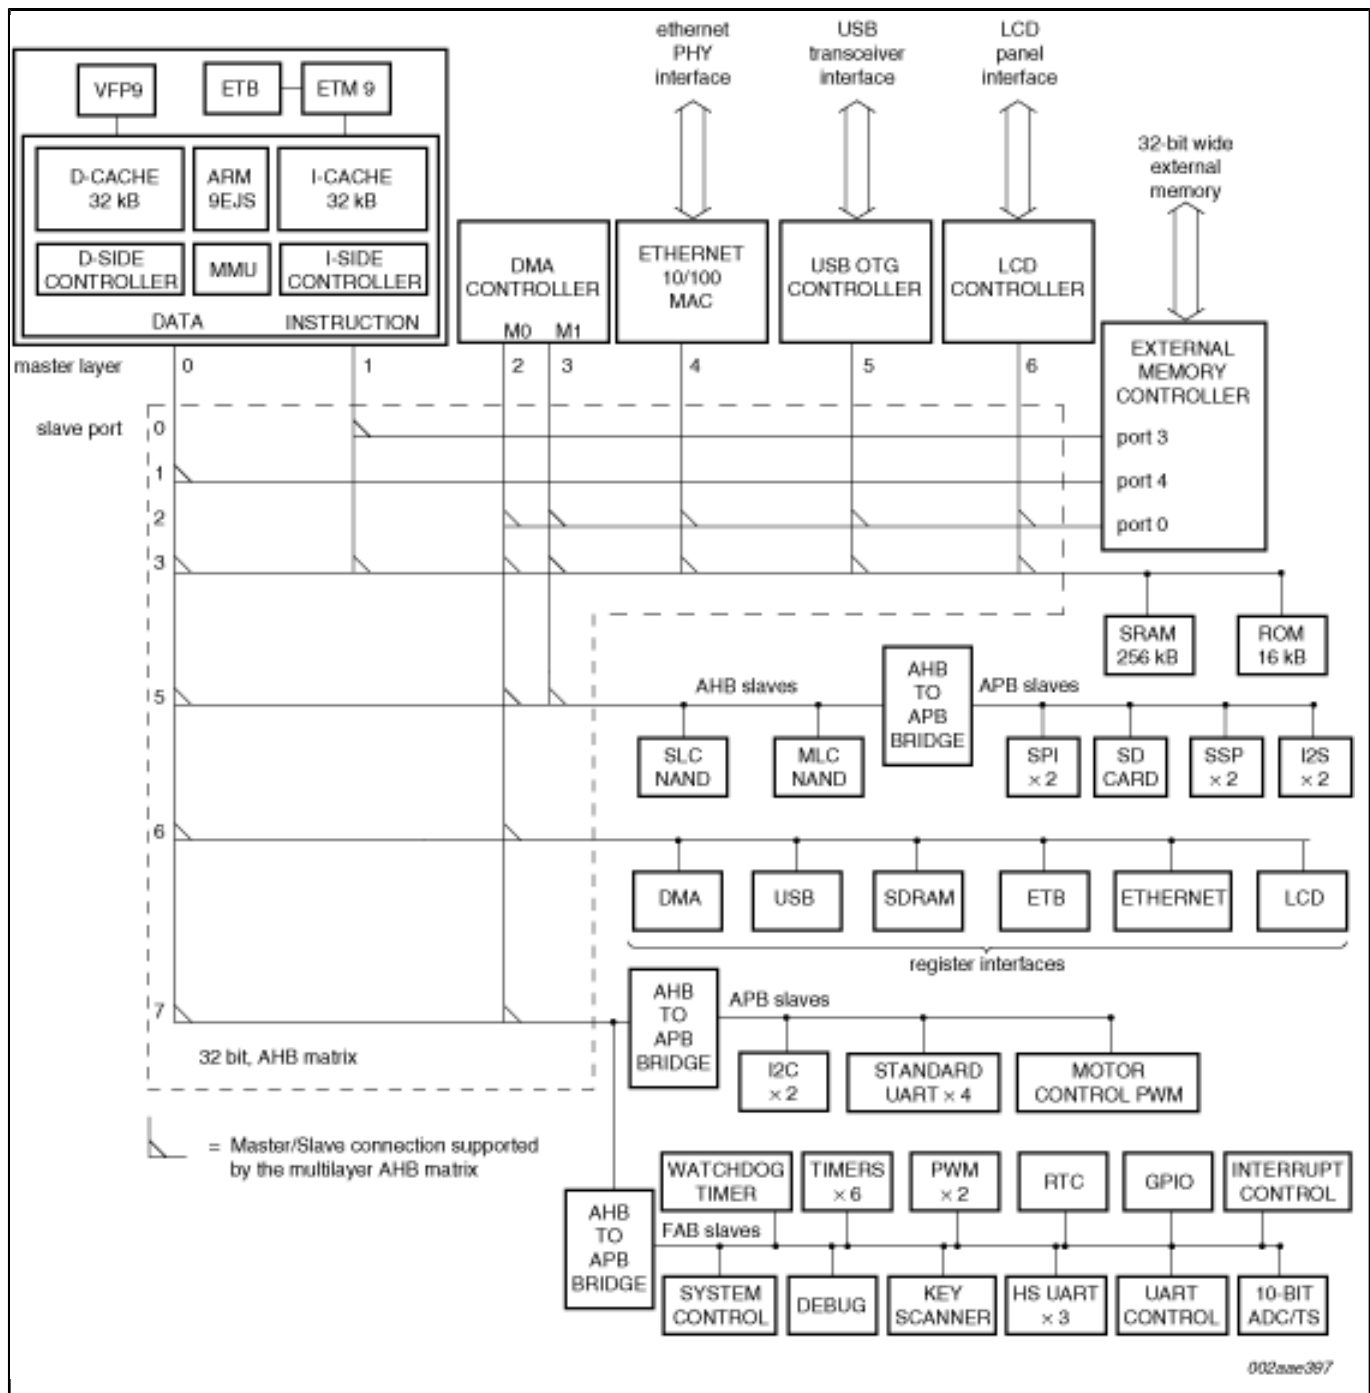 ethernet
PHY
interface
USB
transceiver
interface
LCD
panel
interface
32-bit wide
external
memory
VFP9
ETB
ETM 9
D-CACHE
32 kB
ARM
9EJS
I-CACHE
32 kB
D-SIDE
CONTROLLER
MMU
I-SIDE
CONTROLLER
DATA
INSTRUCTION
DMA
CONTROLLER
M0
M1
ETHERNET
10/100
MAC
USB OTG
CONTROLLER
LCD
CONTROLLER
EXTERNAL
MEMORY
CONTROLLER
port 3
port 4
port 0
master layer
0
1
2
3
4
5
6
slave port
0
1
2
3
5
6
7
SRAM
256 kB
ROM
16 kB
AHB slaves
AHB
TO
APB
BRIDGE
APB slaves
SLC
NAND
MLC
NAND
SPI
× 2
SD
CARD
SSP
× 2
I2S
× 2
DMA
USB
SDRAM
ETB
ETHERNET
LCD
register interfaces
AHB
TO
APB
BRIDGE
APB slaves
I2C
× 2
STANDARD
UART × 4
MOTOR
CONTROL PWM
32 bit, AHB matrix
= Master/Slave connection supported
by the multilayer AHB matrix
AHB
TO
APB
BRIDGE
FAB slaves
WATCHDOG
TIMER
TIMERS
× 6
PWM
× 2
RTC
GPIO
INTERRUPT
CONTROL
SYSTEM
CONTROL
DEBUG
KEY
SCANNER
HS UART
× 3
UART
CONTROL
10-BIT
ADC/TS
002aae397